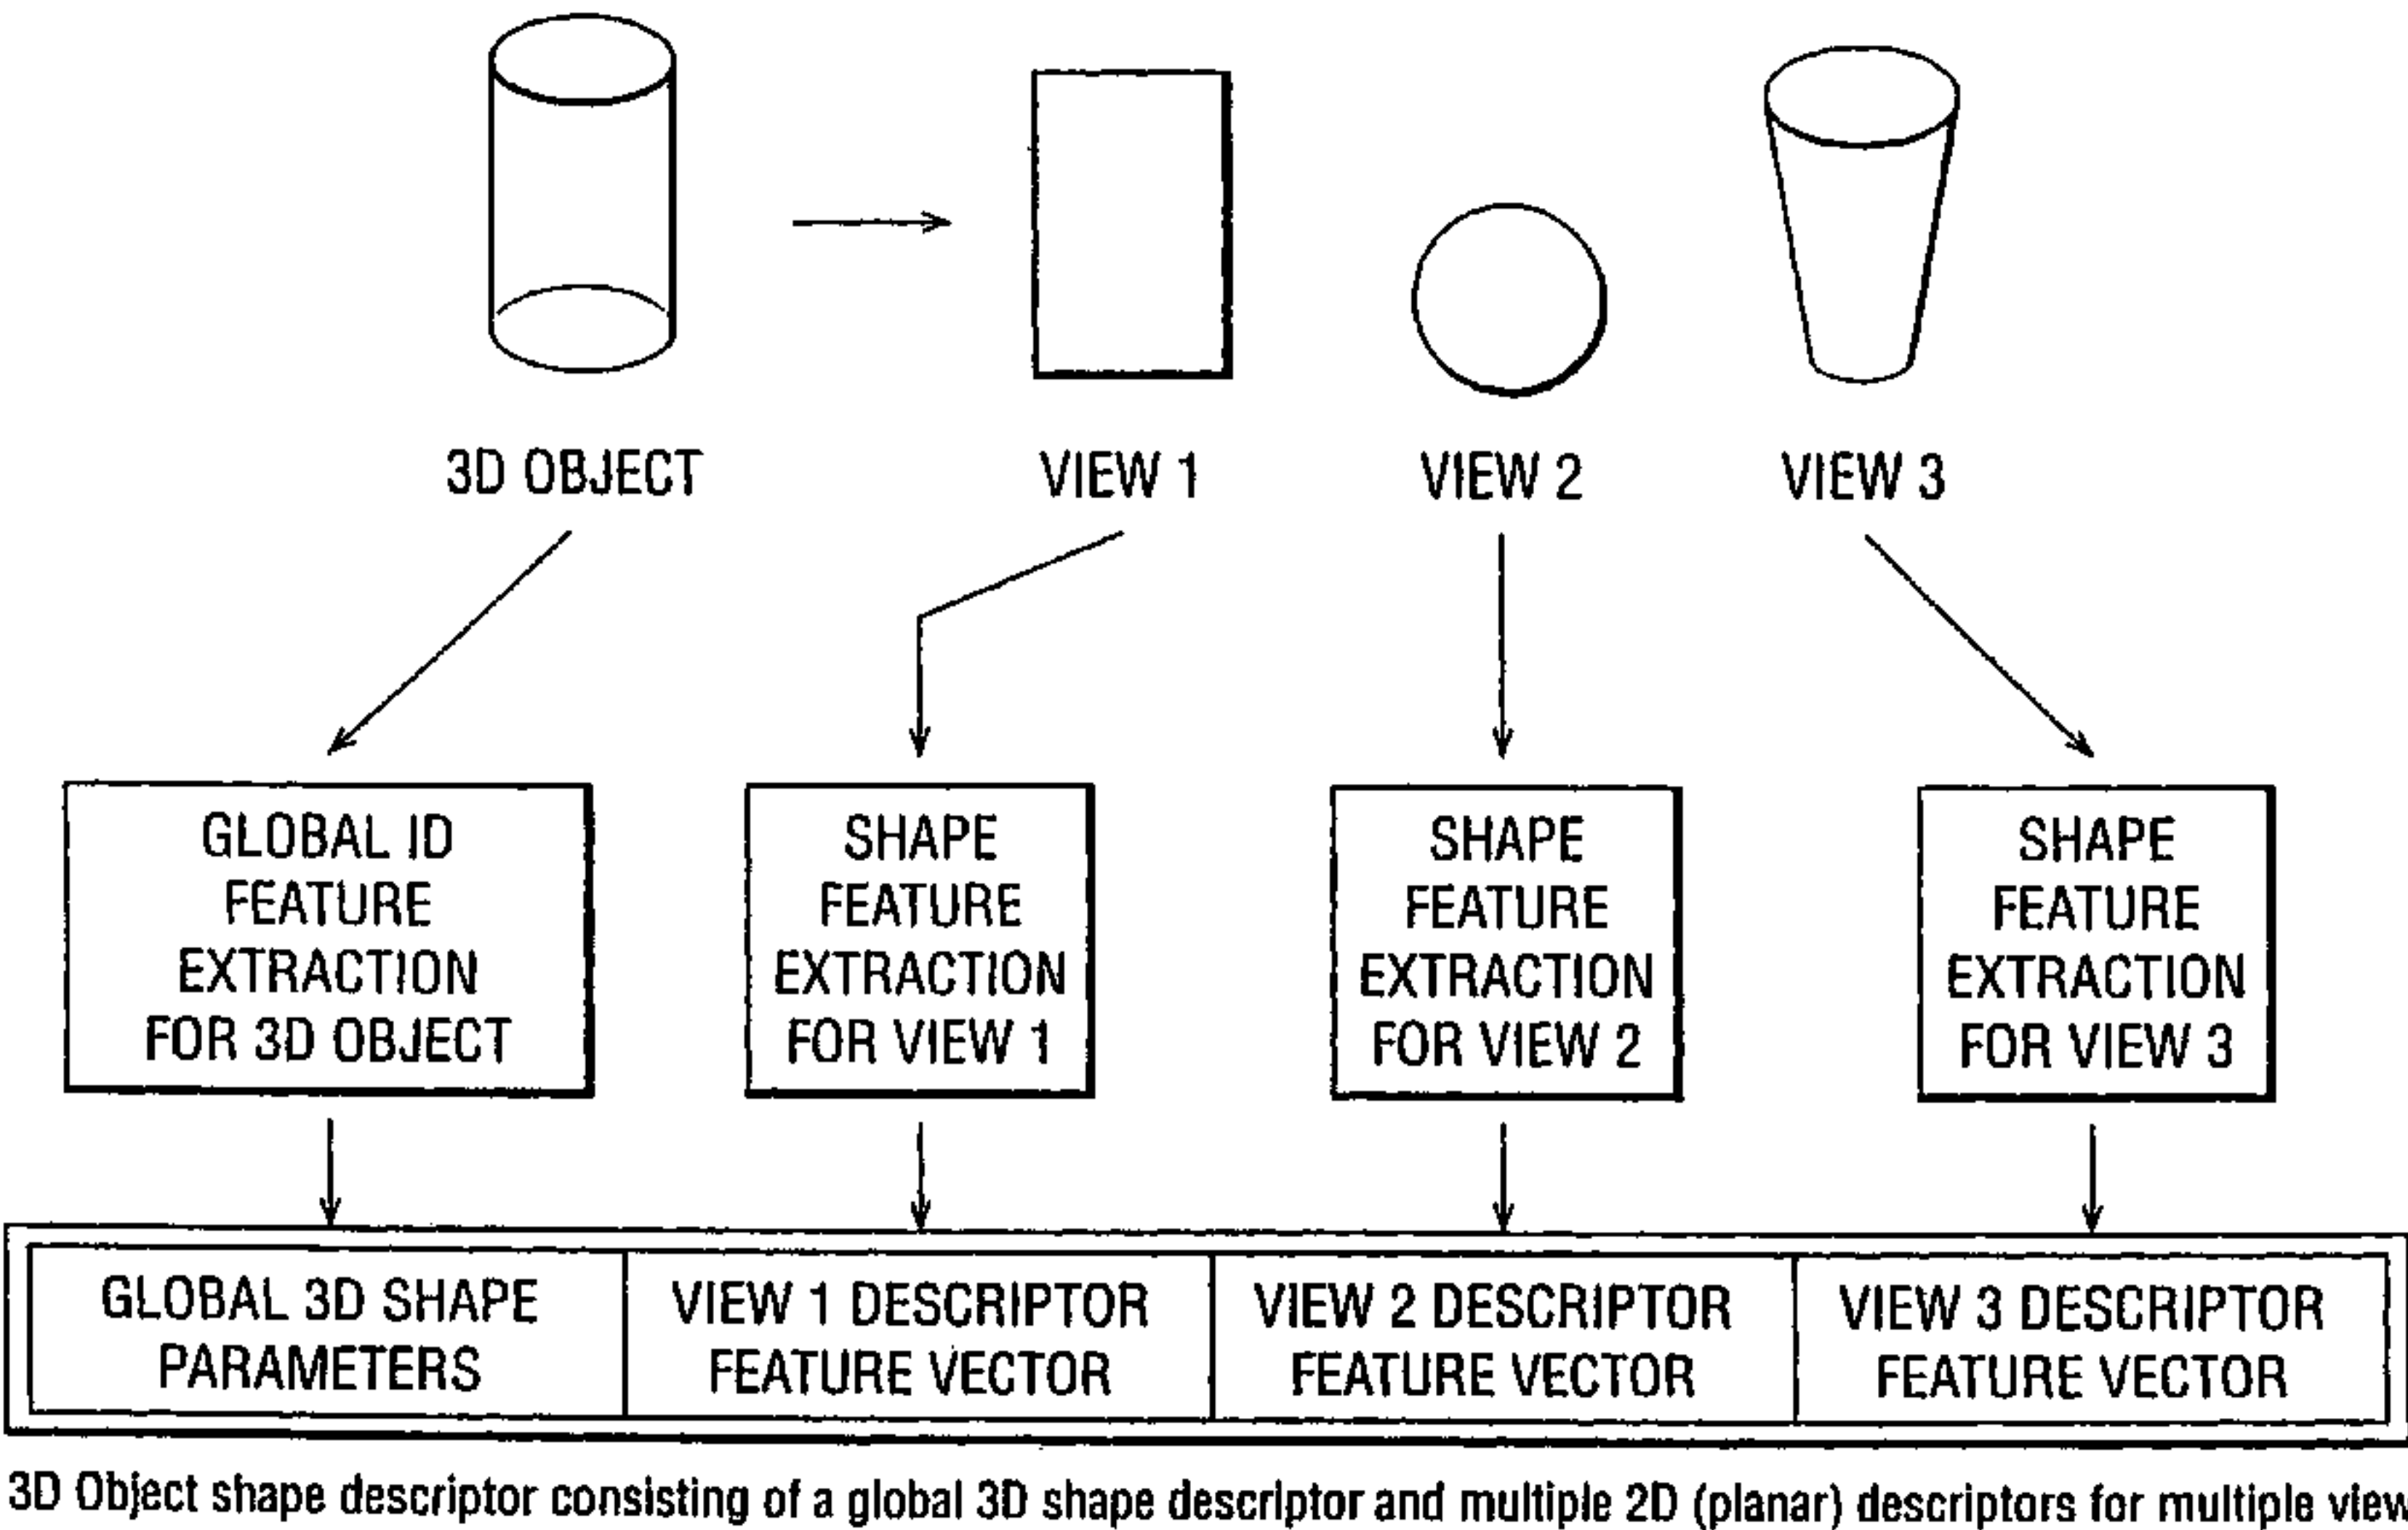 3D OBJECT
VIEW 1
VIEW 2
VIEW 3
GLOBAL ID
FEATURE
EXTRACTION
FOR 3D OBJECT
SHAPE
FEATURE
EXTRACTION
FOR VIEW 1
SHAPE
FEATURE
EXTRACTION
FOR VIEW 2
SHAPE
FEATURE
EXTRACTION
FOR VIEW 3
GLOBAL 3D SHAPE
PARAMETERS
VIEW 1 DESCRIPTOR
FEATURE VECTOR
VIEW 2 DESCRIPTOR
FEATURE VECTOR
VIEW 3 DESCRIPTOR
FEATURE VECTOR
3D Object shape descriptor consisting of a global 3D shape descriptor and multiple 2D (planar) descriptors for multiple view